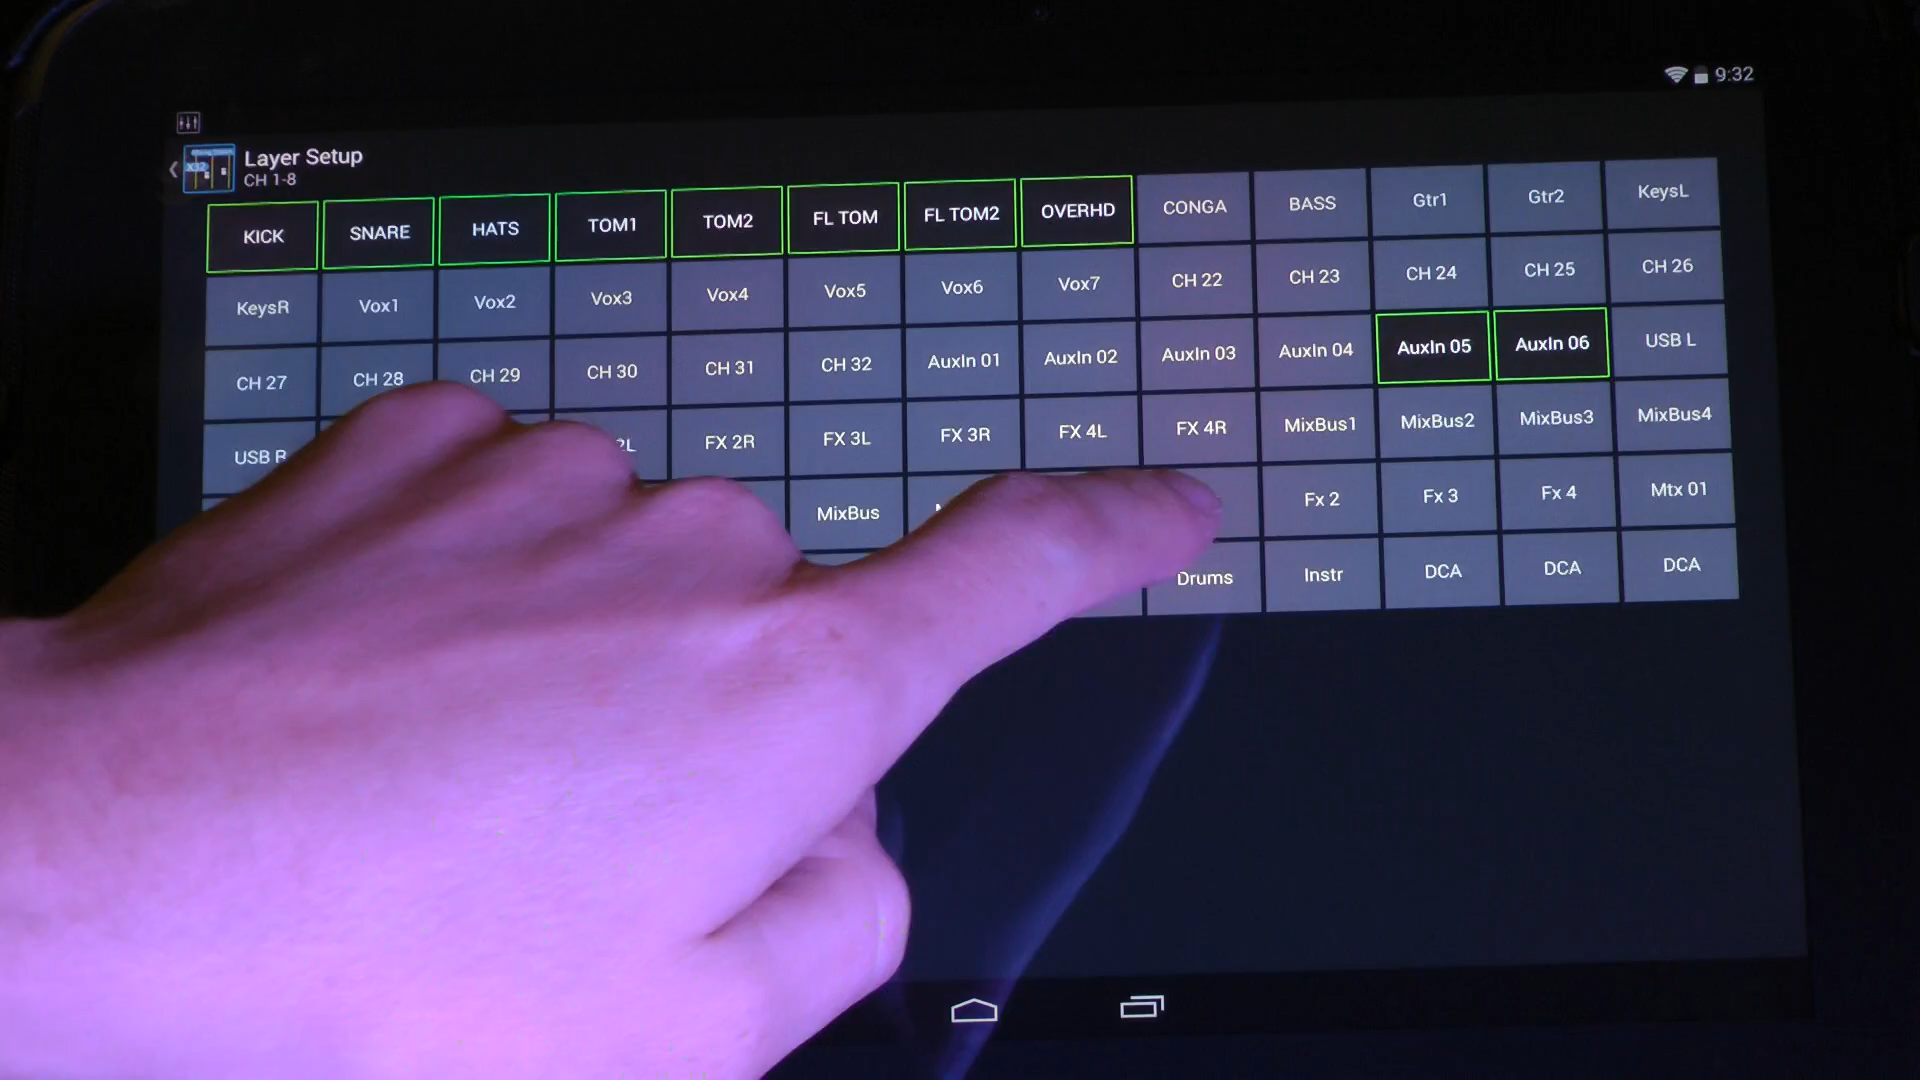 9:32
Layer Setup
CH 1-8
KICK SNARE HATS TOM1 TOM2 FL TOM FL TOM2 OVERHD CONGA BASS Gtr1 Gtr2 KeysL
KeysR Vox1 Vox2 Vox3 Vox4 Vox5 Vox6 Vox7 CH 22 CH 23 CH 24 CH 25 CH 26
CH 27 CH 28 CH 29 CH 30 CH 31 CH 32 AuxIn 01 AuxIn 02 AuxIn 03 AuxIn 04 AuxIn 05 AuxIn 06 USB L
USB R 2L FX 2R FX 3L FX 3R FX 4L FX 4R MixBus1 MixBus2 MixBus3 MixBus4
MixBus Fx 2 Fx 3 Fx 4 Mtx 01
Drums Instr DCA DCA DCA